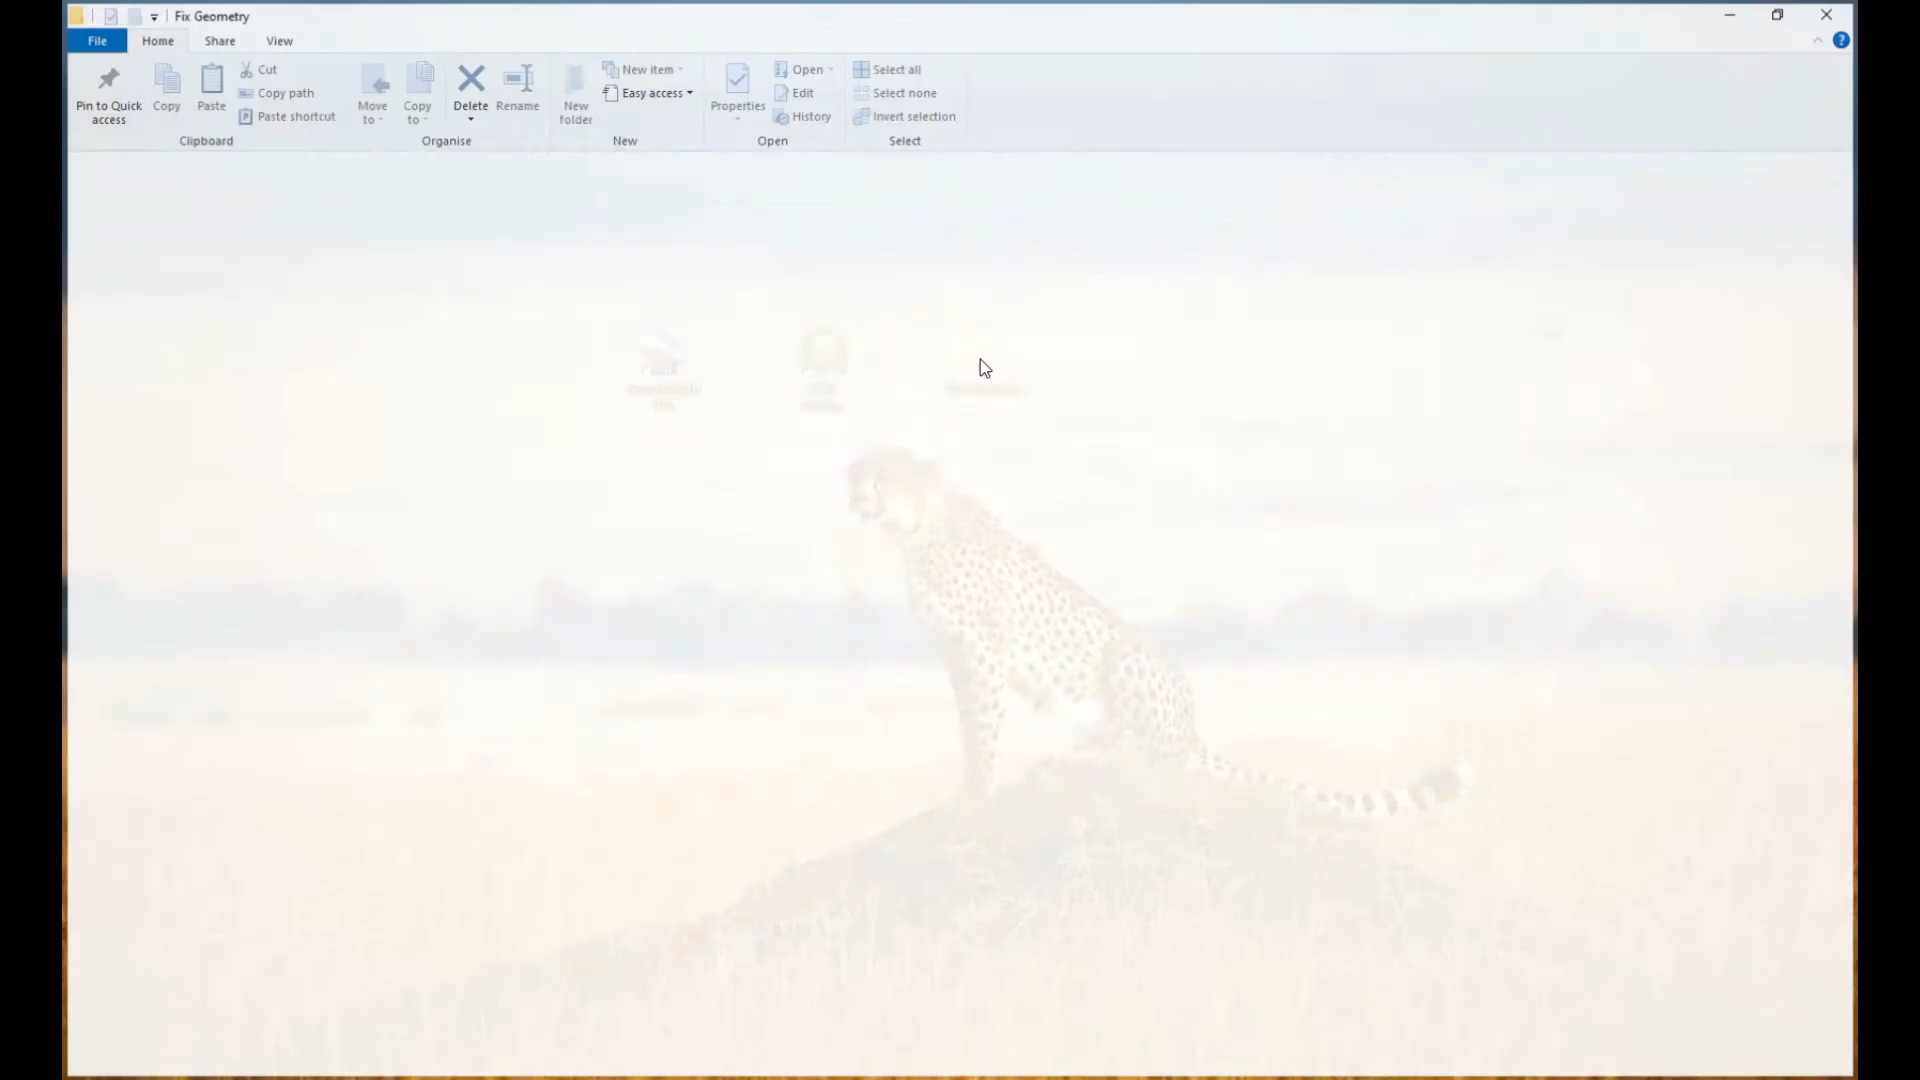 Fix Geometry
File
Home
Share
View
Pin to Quick
access
Copy
Paste
Cut
Copy path
Paste shortcut
Clipboard
Move
to
Copy
to
Delete
Rename
Organise
New
folder
New item
Easy access
New
Properties
Open
Edit
History
Open
Select all
Select none
Invert selection
Select